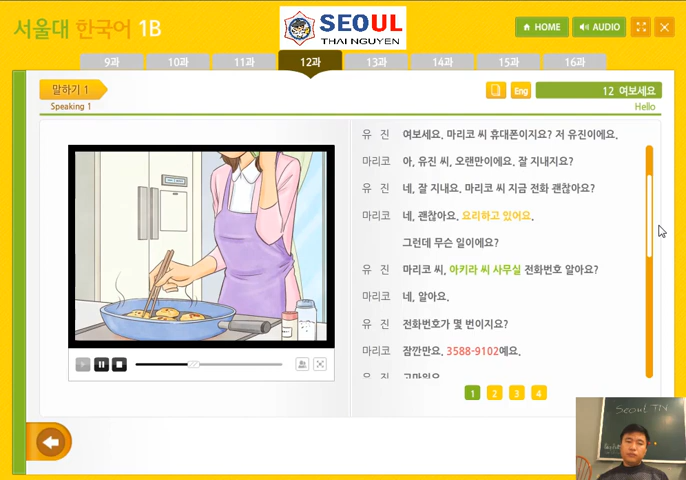 서울대 한국어 1B
SEOUL
THAI NGUYEN
HOME
AUDIO
9과
10과
11과
12과
13과
14과
15과
16과
말하기 1
Speaking 1
Eng
12 여보세요
Hello
유 진 여보세요. 마리코 씨 휴대폰이지요? 저 유진이에요.
마리코 아, 유진 씨, 오랜만이에요. 잘 지내지요?
유 진 네, 잘 지내요. 마리코 씨 지금 전화 괜찮아요?
마리코 네, 괜찮아요. 요리하고 있어요.
그런데 무슨 일이에요?
유 진 마리코 씨, 아키라 씨 사무실 전화번호 알아요?
마리코 네, 알아요.
유 진 전화번호가 몇 번이지요?
마리코 잠깐만요. 3588-9102예요.
유 진 고마워요
1
2
3
4
Seoul TN